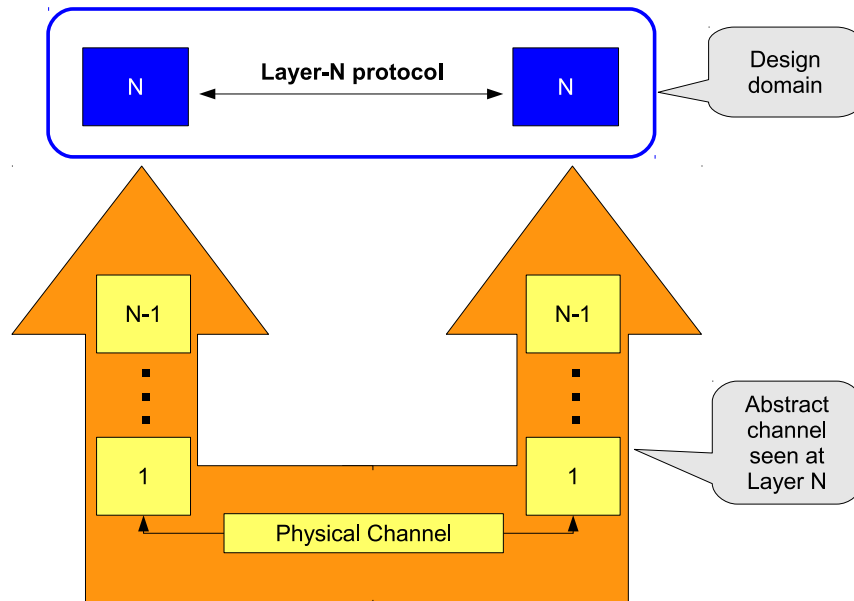 Layer-N protocol
N
N
Design
domain
N-1
N-1
1
1
Abstract
channel
seen at
Layer N
Physical Channel